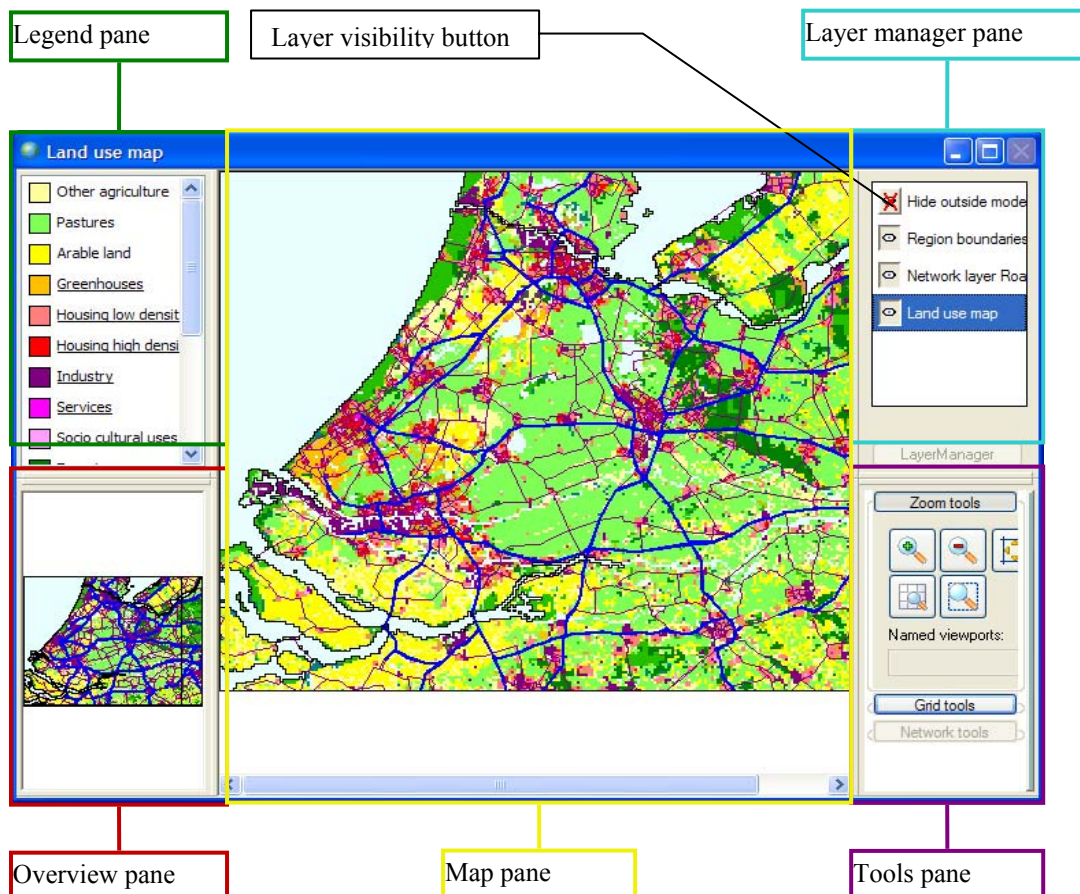 Legend pane
Layer visibility button
Layer manager pane
Land use map
Other agriculture
Pastures
Arable land
Greenhouses
Housing low densit
Housing high densi
Industry
Services
Socio cultural uses
Hide outside mode
Region boundaries
Network layer Roa
Land use map
LayerManager
Zoom tools
Named viewports:
Grid tools
Network tools
Overview pane
Map pane
Tools pane